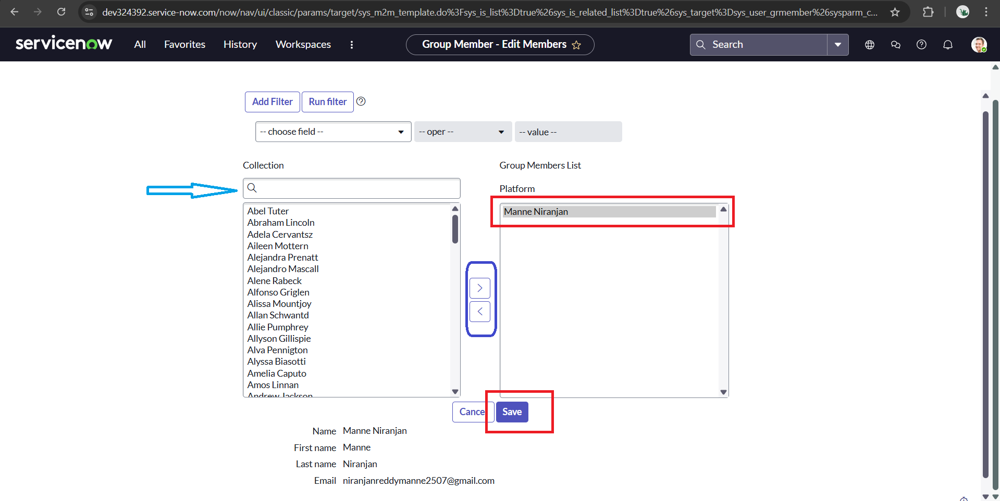 dev324392.service-now.com/now/nav/ui/classic/params/target/sys_m2m_template.do%3Fsys_is_list%3Dtrue%26sys_is_related_list%3Dtrue%26sys_target%3Dsys_user_grmember%26sysparm_c...
servicenow All Favorites History Workspaces Group Member - Edit Members Search
Add Filter Run filter
-- choose field -- -- oper -- -- value --
Collection Group Members List
Platform
Manne Niranjan
Abel Tuter
Abraham Lincoln
Adela Cervantsz
Aileen Mottern
Alejandra Prenatt
Alejandro Mascall
Alene Rabeck
Alfonso Griglen
Alissa Mountjoy
Allan Schwantd
Allie Pumphrey
Allyson Gillispie
Alva Pennigton
Alyssa Biasotti
Amelia Caputo
Amos Linnan
Andrew Jackson
Cancel Save
Name Manne Niranjan
First name Manne
Last name Niranjan
Email niranjanreddymanne2507@gmail.com